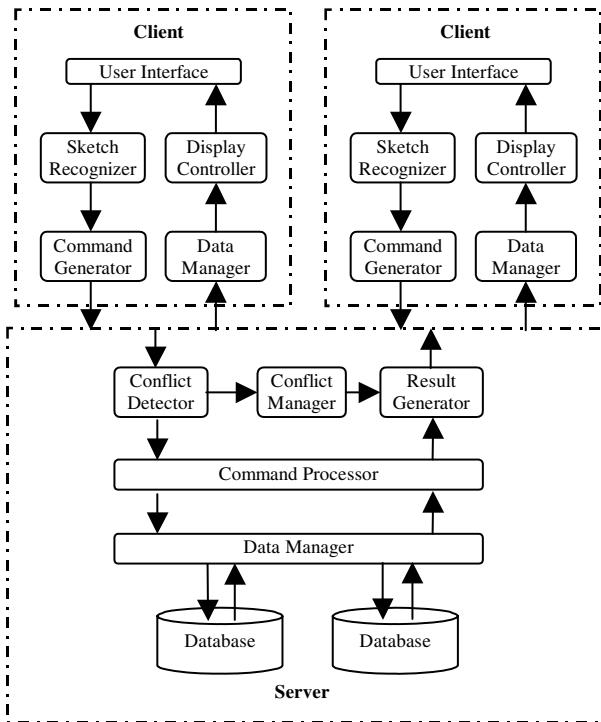 Client
User Interface
Sketch
Recognizer
Display
Controller
Command
Generator
Data
Manager
Client
User Interface
Sketch
Recognizer
Display
Controller
Command
Generator
Data
Manager
Conflict
Detector
Conflict
Manager
Result
Generator
Command Processor
Data Manager
Database
Database
Server